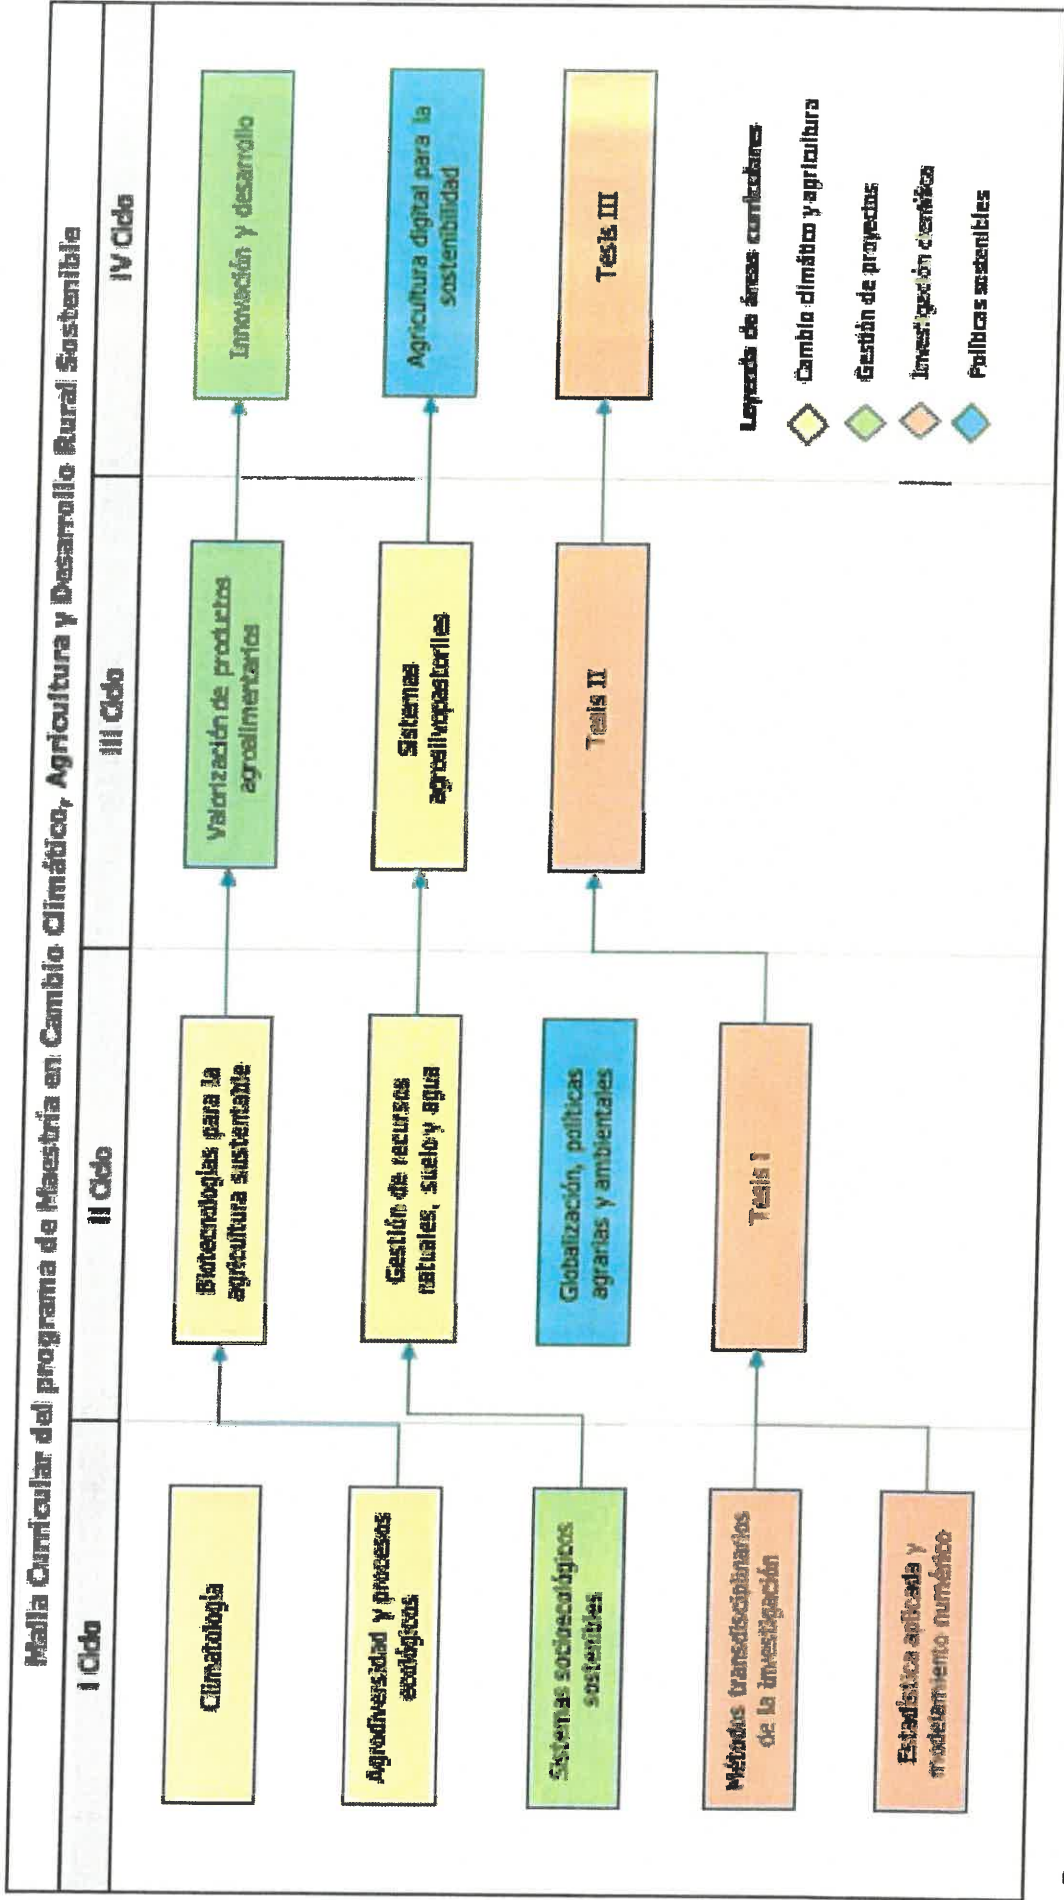 Malla Curricular del programa de Maestría en Cambio Climático, Agricultura y Desarrollo Rural Sostenible
I Ciclo
II Ciclo
III Ciclo
IV Ciclo
Climatología
Agrodiversidad y procesos
ecológicos
Sistemas socioecológicos
sostenibles
Métodos transdisciplinarios
de la investigación
Estadística aplicada y
modelamiento numérico
Biotecnologías para la
agricultura sustentable
Gestión de recursos
natuales, suelo y agua
Globalización, políticas
agrarias y ambientales
Tesis I
Valorización de productos
agroalimentarios
Sistemas
agrosilvopastoriles
Tesis II
Innovación y desarrollo
Agricultura digital para la
sostenibilidad
Tesis III
Leyenda de áreas curriculares
Cambio climático y agricultura
Gestión de proyectos
Investigación científica
Políticas sostenibles